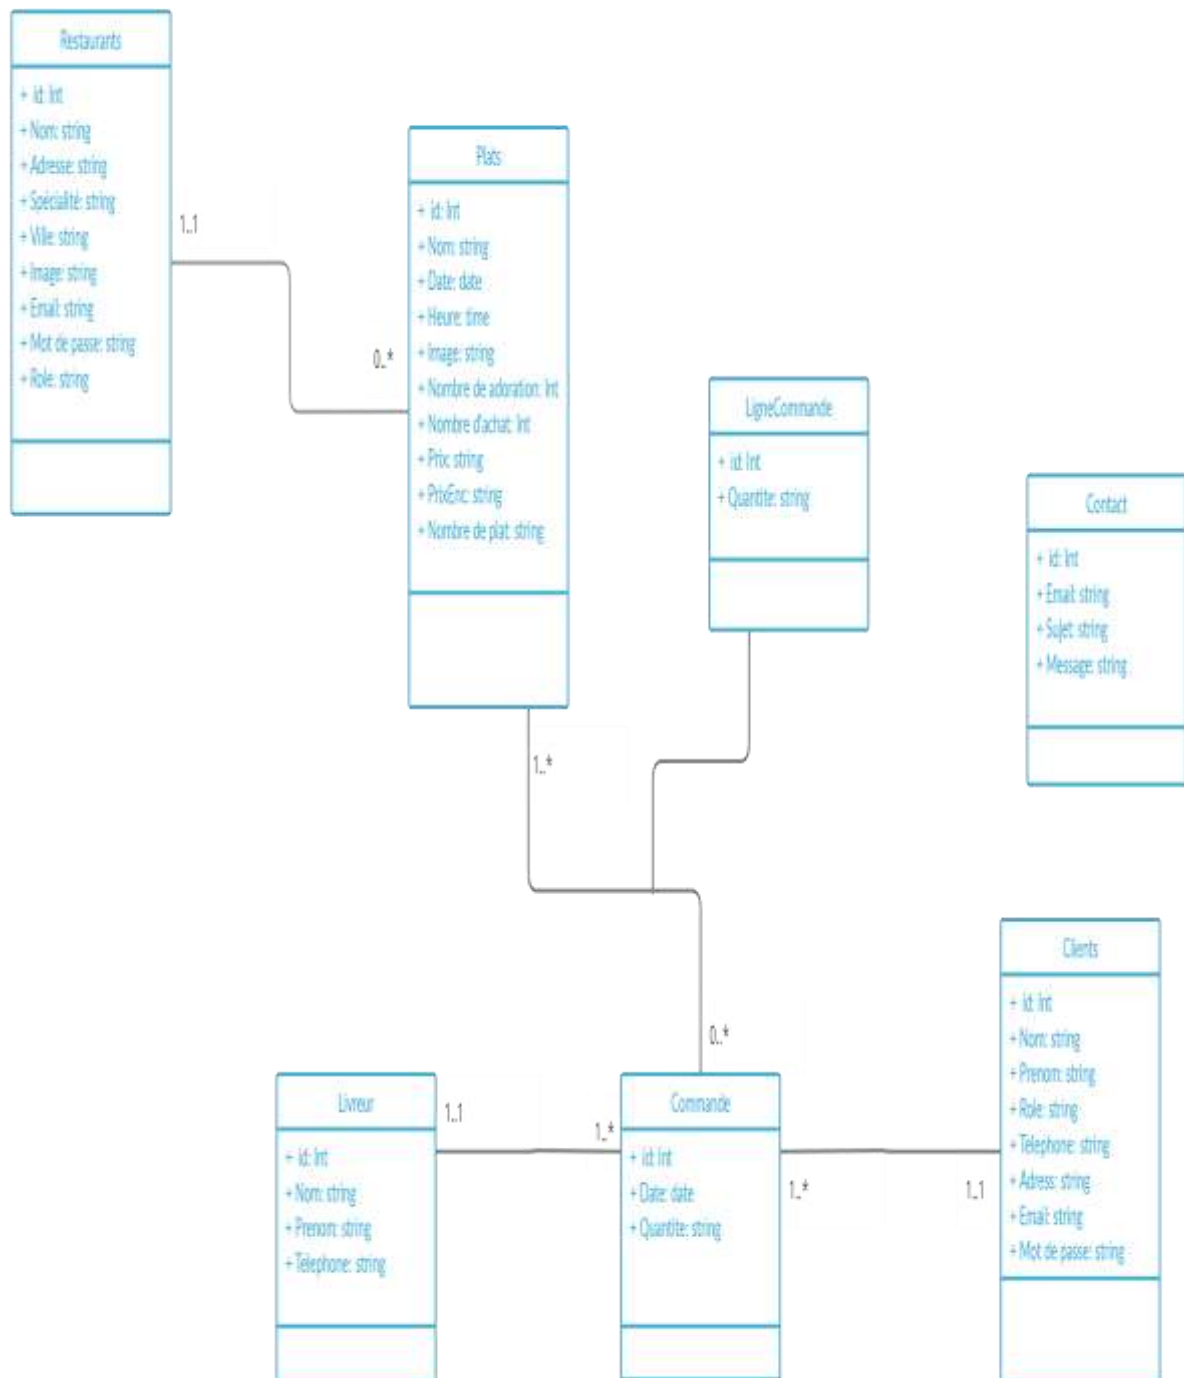 Restaurants
+ id: Int
+ Nom: string
+ Adresse: string
+ Spécialité: string
+ Ville: string
+ Image: string
+ Email: string
+ Mot de passe: string
+ Role: string
1..1
0..*
Plats
+ id: Int
+ Nom: string
+ Date: date
+ Heure: time
+ Image: string
+ Nombre de adoration: Int
+ Nombre d'achat: Int
+ Prix: string
+ PrixEnc: string
+ Nombre de plat: string
1..*
0..*
LigneCommande
+ id: Int
+ Quantite: string
Contact
+ id: Int
+ Email: string
+ Sujet: string
+ Message: string
Livreur
+ id: Int
+ Nom: string
+ Prenom: string
+ Telephone: string
1..1
1..*
Commande
+ id: Int
+ Date: date
+ Quantite: string
1..*
1..1
Clients
+ id: Int
+ Nom: string
+ Prenom: string
+ Role: string
+ Telephone: string
+ Adress: string
+ Email: string
+ Mot de passe: string